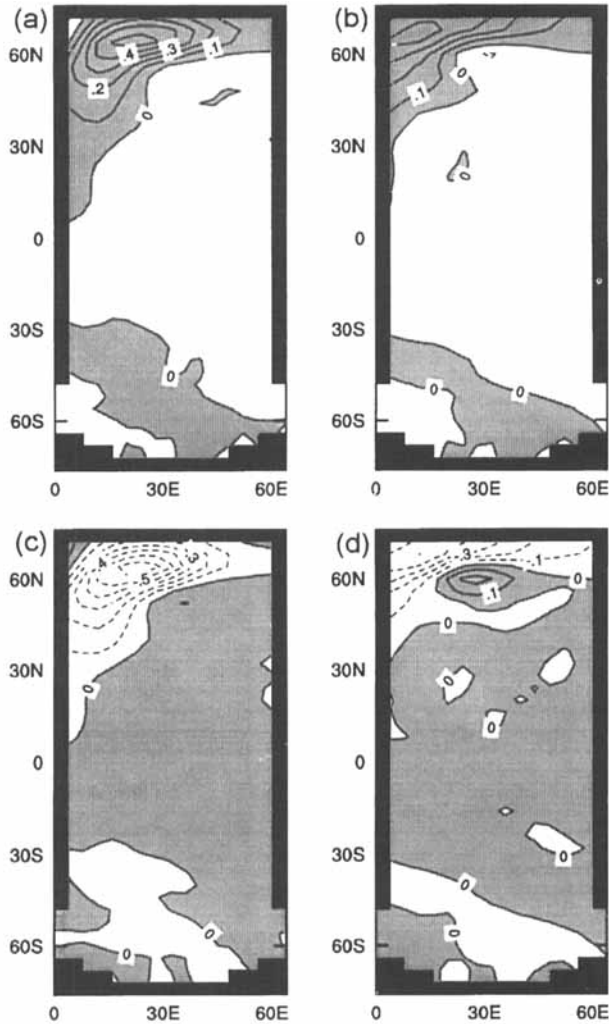 (a) (b)
60N .4 .3 .1 60N 0
.2 .1
0
30N 30N
0
0 0
30S 30S
0 0
0
60S 60S
0 30E 60E 0 30E 60E
(c) (d)
.4 .3 .3 .1
60N .5 60N .1 0
0
30N 0 30N 0
0
0 0
30S 30S 0
0
60S 0 60S 0
0
0 30E 60E 0 30E 60E